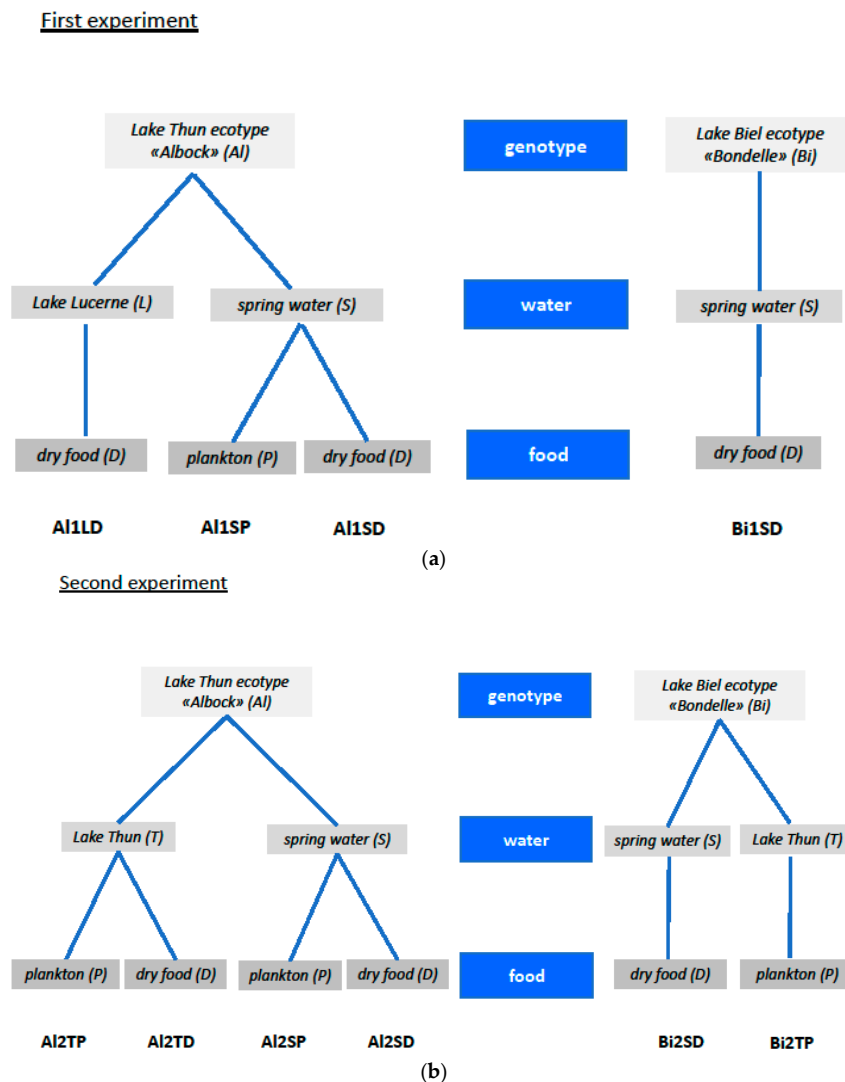 First experiment
Lake Thun ecotype
«Albock» (Al)
genotype
Lake Biel ecotype
«Bondelle» (Bi)
Lake Lucerne (L)
spring water (S)
water
spring water (S)
dry food (D)
plankton (P)
dry food (D)
food
dry food (D)
Al1LD
Al1SP
Al1SD
Bi1SD
(a)
Second experiment
Lake Thun ecotype
«Albock» (Al)
genotype
Lake Biel ecotype
«Bondelle» (Bi)
Lake Thun (T)
spring water (S)
water
spring water (S)
Lake Thun (T)
plankton (P)
dry food (D)
plankton (P)
dry food (D)
food
dry food (D)
plankton (P)
Al2TP
Al2TD
Al2SP
Al2SD
Bi2SD
Bi2TP
(b)